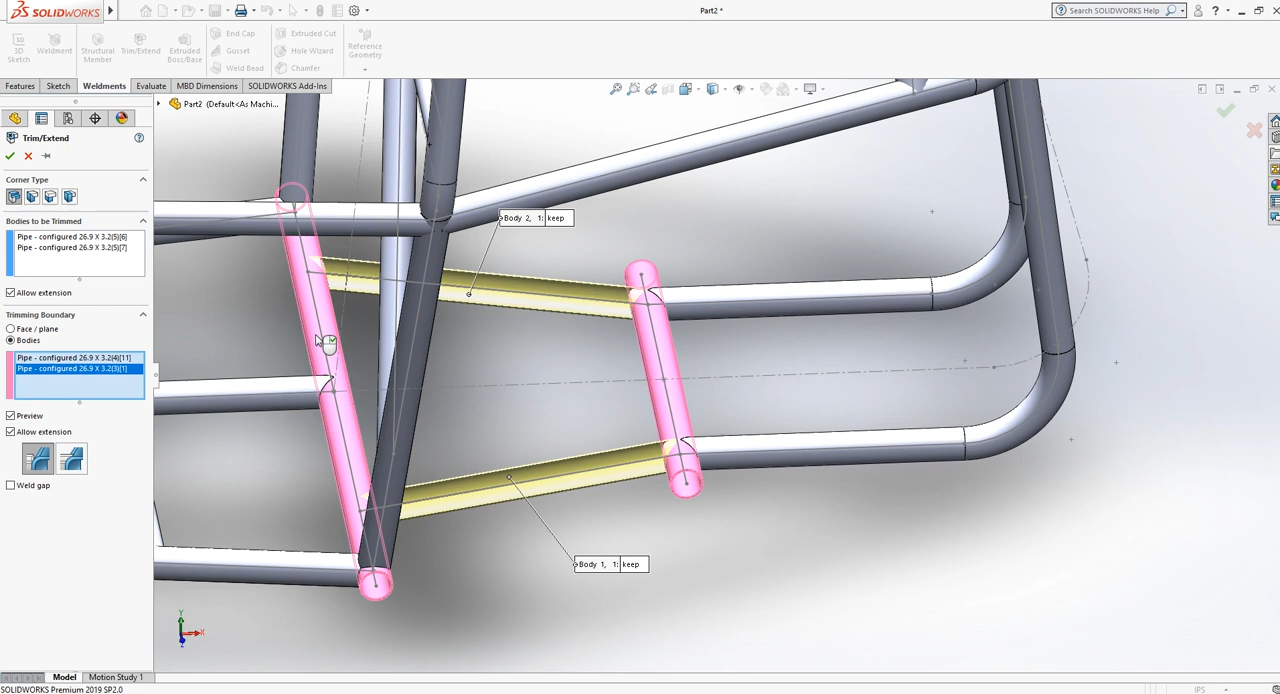 SOLIDWORKS
Part2 *
Search SOLIDWORKS Help
3D Sketch
Weldment
Structural Member
Trim/Extend
Extruded Boss/Base
End Cap
Gusset
Weld Bead
Extruded Cut
Hole Wizard
Chamfer
Reference Geometry
Features
Sketch
Weldments
Evaluate
MBD Dimensions
SOLIDWORKS Add-Ins
Part2 (Default<As Machi...
Trim/Extend
Corner Type
Bodies to be Trimmed
Pipe - configured 26.9 X 3.2(5)[6]
Pipe - configured 26.9 X 3.2(5)[7]
Allow extension
Trimming Boundary
Face / plane
Bodies
Pipe - configured 26.9 X 3.2(4)[11]
Pipe - configured 26.9 X 3.2(3)[1]
Preview
Allow extension
Weld gap
Body 2, 1: keep
Body 1, 1: keep
Y
X
Z
Model
Motion Study 1
SOLIDWORKS Premium 2019 SP2.0
IPS